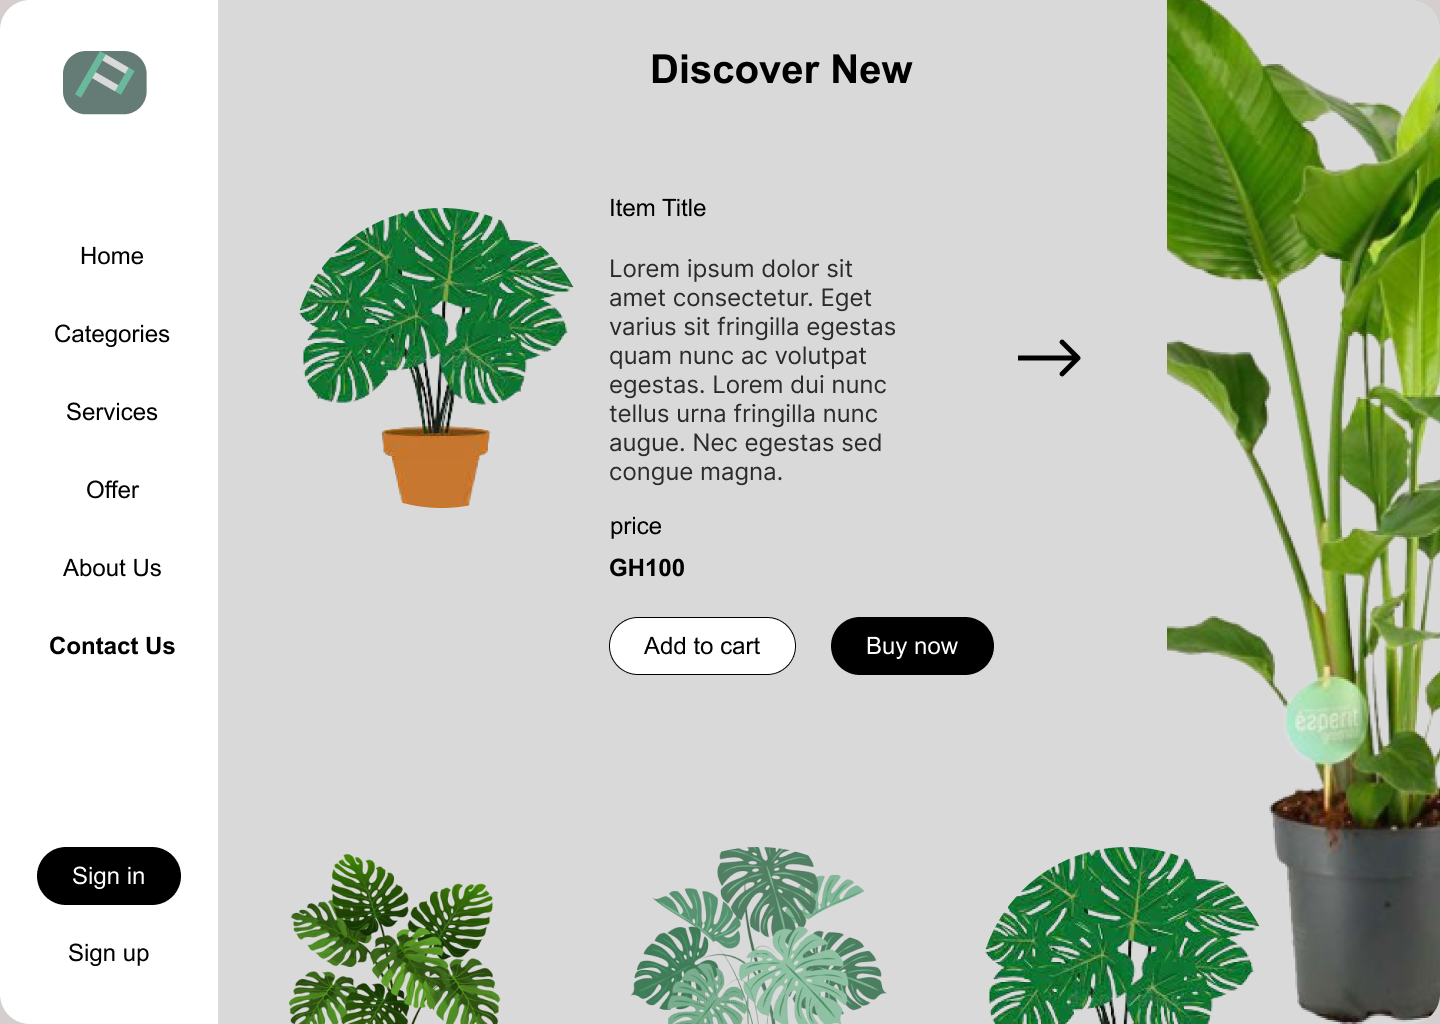 Discover New
Home
Categories
Services
Offer
About Us
Contact Us
Sign in
Sign up
Item Title
Lorem ipsum dolor sit
amet consectetur. Eget
varius sit fringilla egestas
quam nunc ac volutpat
egestas. Lorem dui nunc
tellus urna fringilla nunc
augue. Nec egestas sed
congue magna.
price
GH100
Add to cart
Buy now